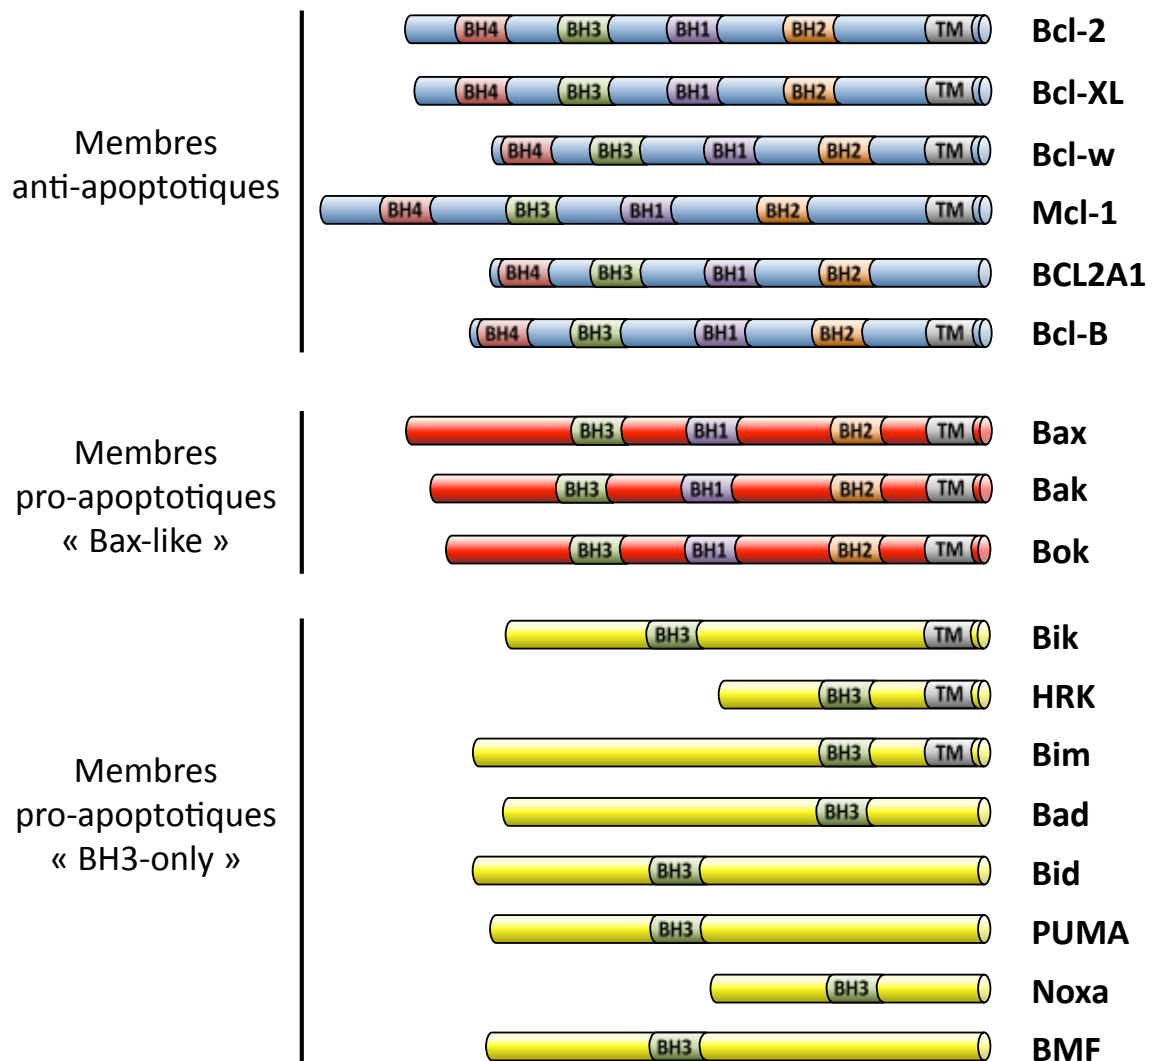 BH4 BH3 BH1 BH2 TM Bcl-2
BH4 BH3 BH1 BH2 TM Bcl-XL
Membres
anti-apoptotiques
BH4 BH3 BH1 BH2 TM Bcl-w
BH4 BH3 BH1 BH2 TM Mcl-1
BH4 BH3 BH1 BH2 BCL2A1
BH4 BH3 BH1 BH2 TM Bcl-B
Membres
pro-apoptotiques
« Bax-like »
BH3 BH1 BH2 TM Bax
BH3 BH1 BH2 TM Bak
BH3 BH1 BH2 TM Bok
Membres
pro-apoptotiques
« BH3-only »
BH3 TM Bik
BH3 TM HRK
BH3 TM Bim
BH3 Bad
BH3 Bid
BH3 PUMA
BH3 Noxa
BH3 BMF